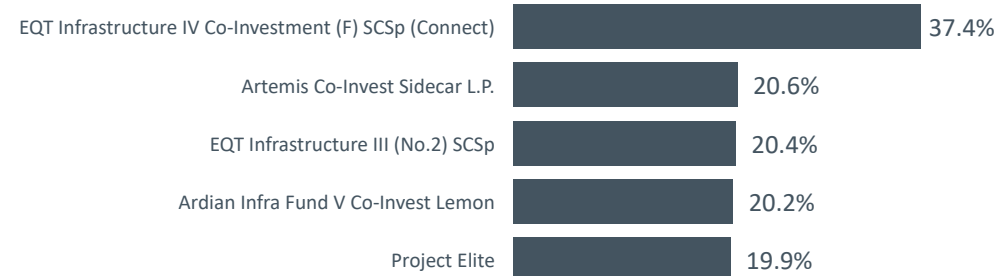 EQT Infrastructure IV Co-Investment (F) SCSp (Connect) 37.4%
Artemis Co-Invest Sidecar L.P. 20.6%
EQT Infrastructure III (No.2) SCSp 20.4%
Ardian Infra Fund V Co-Invest Lemon 20.2%
Project Elite 19.9%